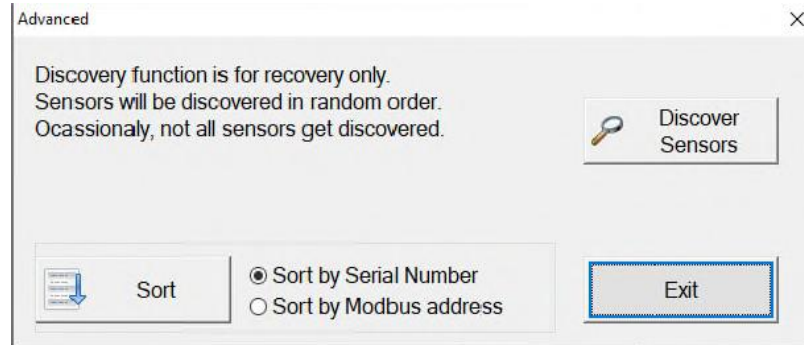 Advanced
Discovery function is for recovery only.
Sensors will be discovered in random order.
Ocassionaly, not all sensors get discovered.
Discover
Sensors
Sort
Sort by Serial Number
Sort by Modbus address
Exit